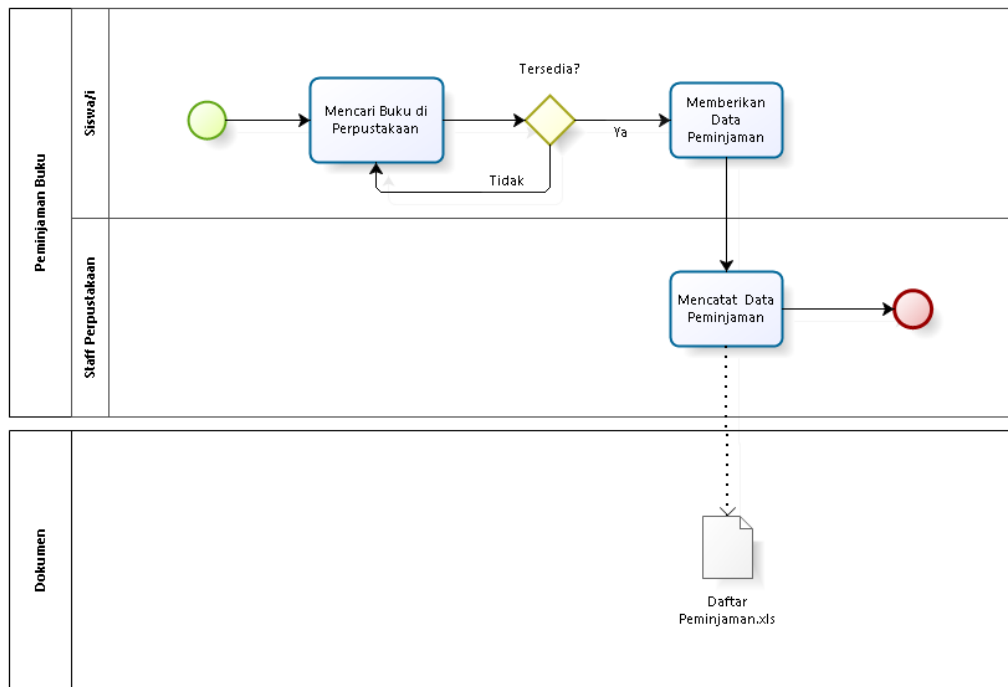 Peminjaman Buku
Siswa/i
Mencari Buku di
Perpustakaan
Tersedia?
Ya
Tidak
Memberikan
Data
Peminjaman
Staff Perpustakaan
Mencatat Data
Peminjaman
Dokumen
Daftar
Peminjaman.xls